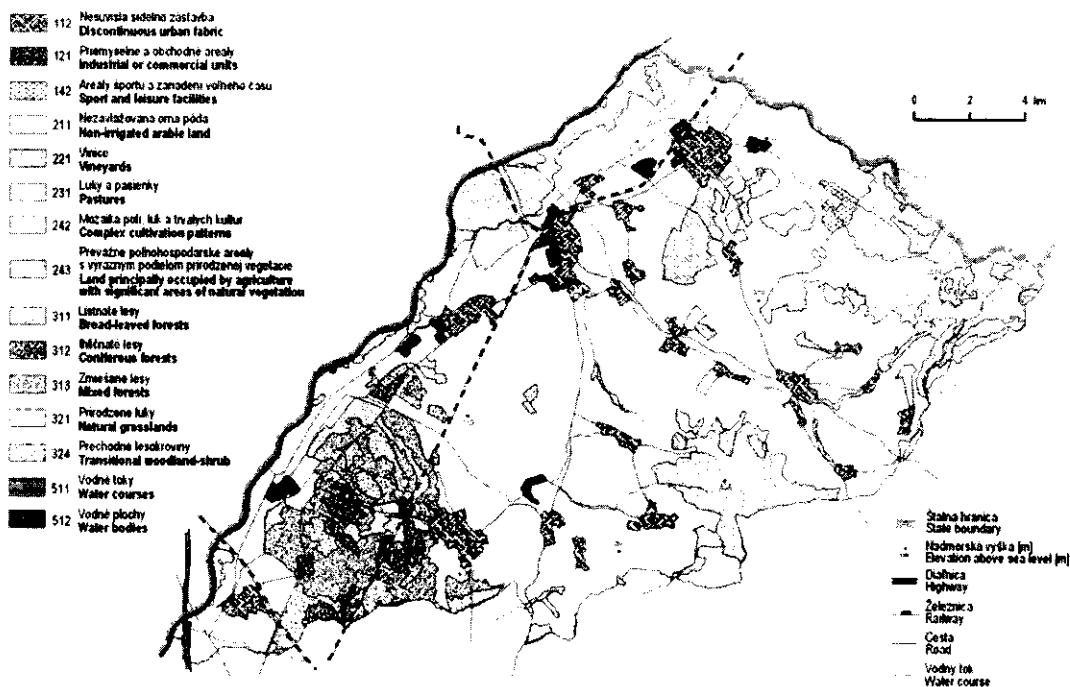 112 Nesúvislá sídelná zástavba
Discontinuous urban fabric
121 Priemyselné a obchodné areály
Industrial or commercial units
142 Areály športu a zariadení voľného času
Sport and leisure facilities
211 Nezavlažovaná orná pôda
Non-irrigated arable land
221 Vinice
Vineyards
231 Lúky a pasienky
Pastures
242 Mozaika polí, lúk a trvalých kultúr
Complex cultivation patterns
243 Prevažne poľnohospodárske areály
s výrazným podielom prirodzenej vegetácie
Land principally occupied by agriculture
with significant areas of natural vegetation
311 Listnaté lesy
Broad-leaved forests
312 Ihličnaté lesy
Coniferous forests
313 Zmiešané lesy
Mixed forests
321 Prirodzené lúky
Natural grasslands
324 Prechodné lesokroviny
Transitional woodland-shrub
511 Vodné toky
Water courses
512 Vodné plochy
Water bodies
0 2 4 km
Štátna hranica
State boundary
Nadmorská výška [m]
Elevation above sea level [m]
Diaľnica
Highway
Železnica
Railway
Cesta
Road
Vodný tok
Water course